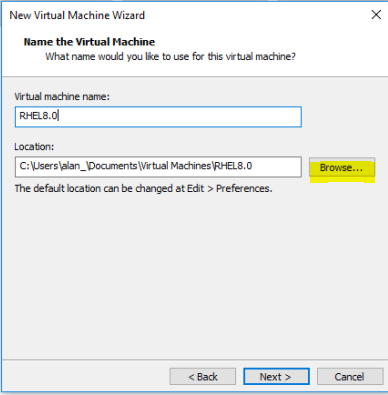 New Virtual Machine Wizard
Name the Virtual Machine
What name would you like to use for this virtual machine?
Virtual machine name:
RHEL8.0
Location:
C:\Users\alan_\Documents\Virtual Machines\RHEL8.0
Browse...
The default location can be changed at Edit > Preferences.
< Back
Next >
Cancel